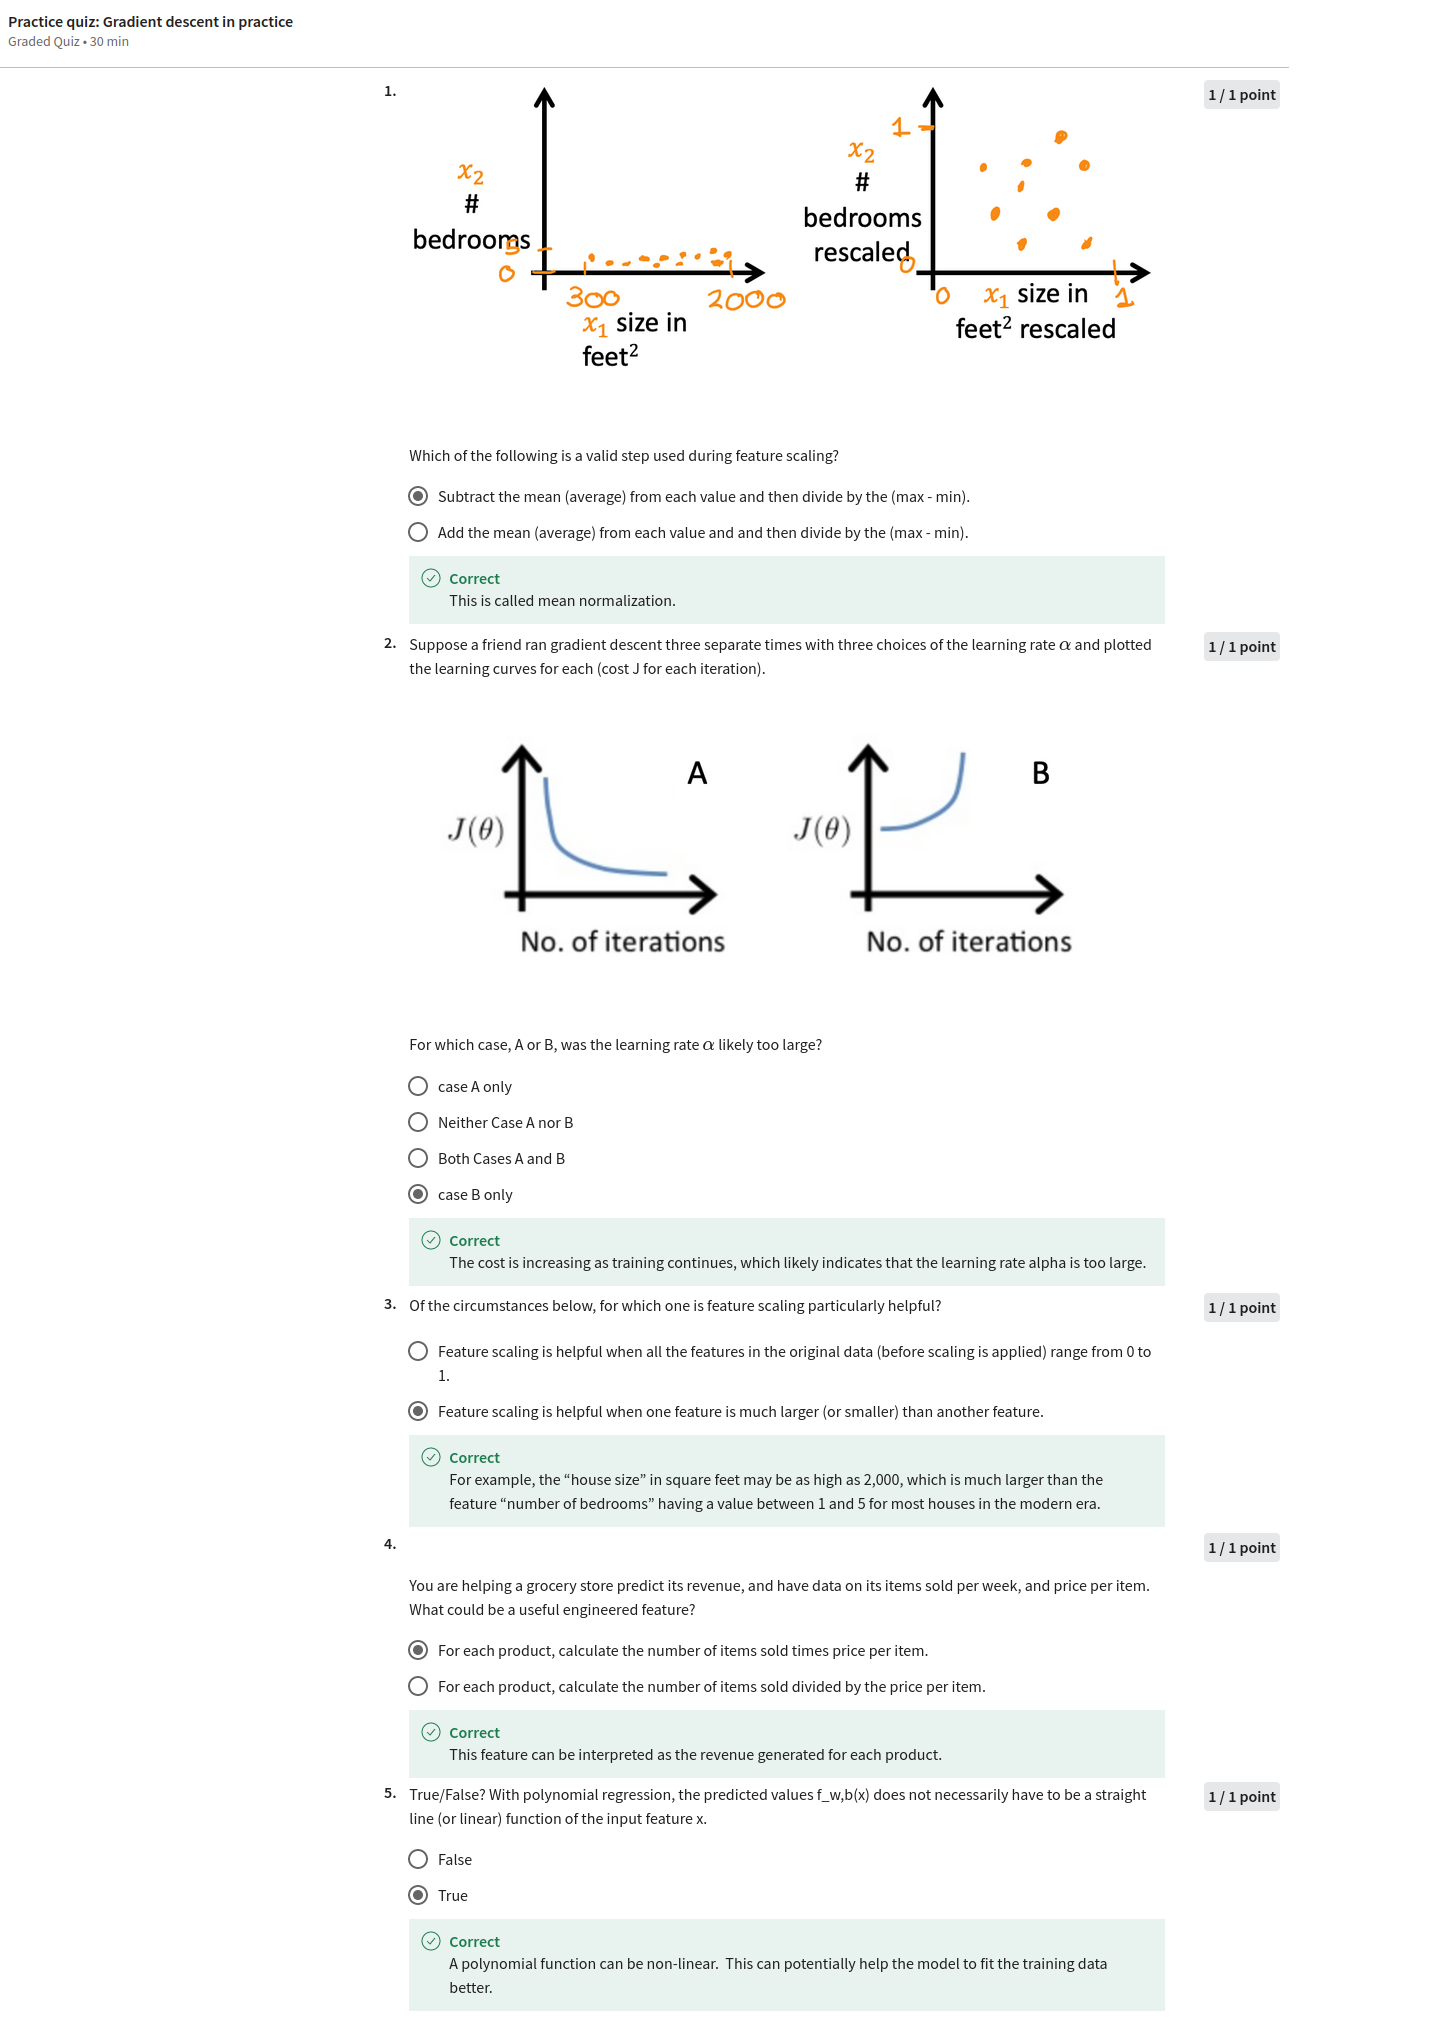 Practice quiz: Gradient descent in practice
Graded Quiz • 30 min
1.
1 / 1 point
x₂
#
bedrooms
5
0
300
2000
x₁ size in
feet²
1
x₂
#
bedrooms
rescaled
0
0
x₁ size in
1
feet² rescaled
Which of the following is a valid step used during feature scaling?
Subtract the mean (average) from each value and then divide by the (max - min).
Add the mean (average) from each value and and then divide by the (max - min).
Correct
This is called mean normalization.
2. Suppose a friend ran gradient descent three separate times with three choices of the learning rate α and plotted
the learning curves for each (cost J for each iteration).
1 / 1 point
A
J(θ)
No. of iterations
B
J(θ)
No. of iterations
For which case, A or B, was the learning rate α likely too large?
case A only
Neither Case A nor B
Both Cases A and B
case B only
Correct
The cost is increasing as training continues, which likely indicates that the learning rate alpha is too large.
3. Of the circumstances below, for which one is feature scaling particularly helpful?
1 / 1 point
Feature scaling is helpful when all the features in the original data (before scaling is applied) range from 0 to
1.
Feature scaling is helpful when one feature is much larger (or smaller) than another feature.
Correct
For example, the “house size” in square feet may be as high as 2,000, which is much larger than the
feature “number of bedrooms” having a value between 1 and 5 for most houses in the modern era.
4.
1 / 1 point
You are helping a grocery store predict its revenue, and have data on its items sold per week, and price per item.
What could be a useful engineered feature?
For each product, calculate the number of items sold times price per item.
For each product, calculate the number of items sold divided by the price per item.
Correct
This feature can be interpreted as the revenue generated for each product.
5. True/False? With polynomial regression, the predicted values f_w,b(x) does not necessarily have to be a straight
line (or linear) function of the input feature x.
1 / 1 point
False
True
Correct
A polynomial function can be non-linear. This can potentially help the model to fit the training data
better.